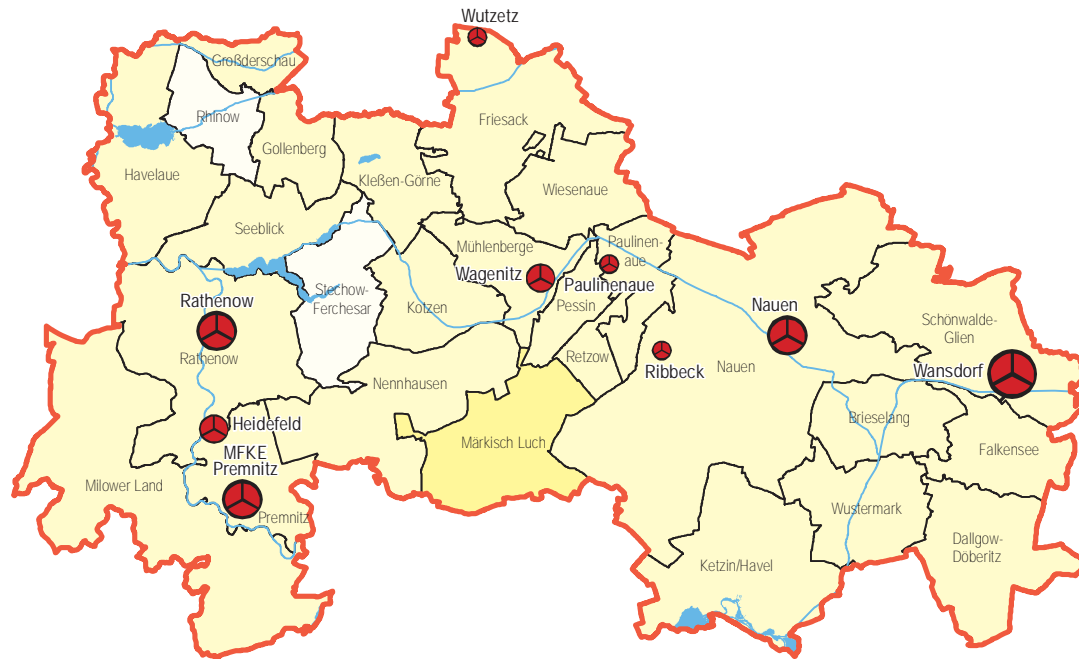 Wutzetz
Großderschau
Rhinow
Friesack
Gollenberg
Havelaue
Kleßen-Görne
Wiesenaue
Seeblick
Mühlenberge
Paulinen-
aue
Wagenitz
Paulinenaue
Stechow-
Ferchesar
Rathenow
Kotzen
Pessin
Nauen
Schönwalde-
Glien
Rathenow
Retzow
Ribbeck
Nauen
Wansdorf
Nennhausen
Heidefeld
Brieselang
Märkisch Luch
Falkensee
MFKE
Premnitz
Milower Land
Premnitz
Wustermark
Dallgow-
Döberitz
Ketzin/Havel